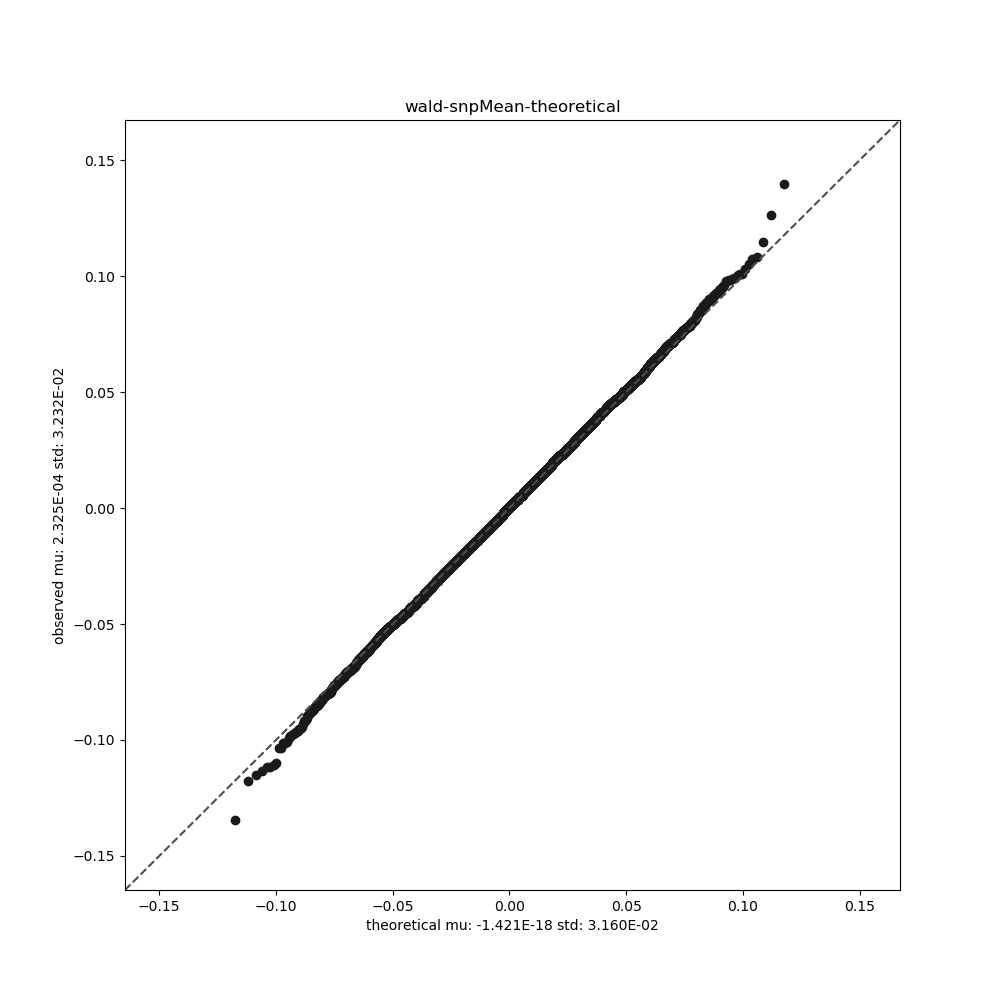 wald-snpMean-theoretical
0.15
0.10
0.05
0.00
−0.05
−0.10
−0.15
observed mu: 2.325E-04 std: 3.232E-02
−0.15 −0.10 −0.05 0.00 0.05 0.10 0.15
theoretical mu: -1.421E-18 std: 3.160E-02